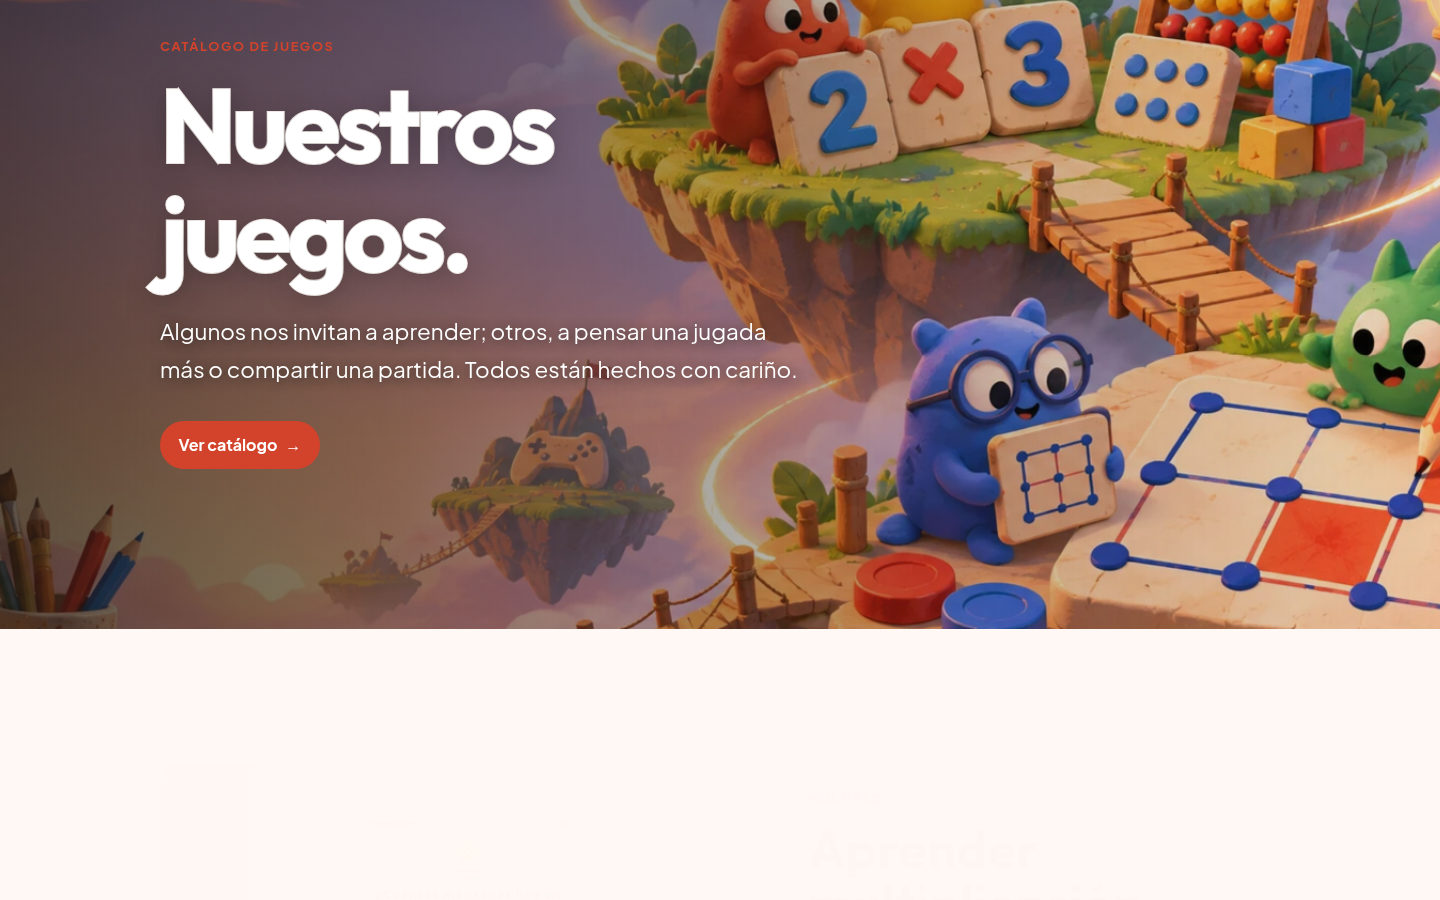 CATÁLOGO DE JUEGOS
Nuestros
juegos.
2 × 3
Algunos nos invitan a aprender; otros, a pensar una jugada
más o compartir una partida. Todos están hechos con cariño.
Ver catálogo →
Aprender